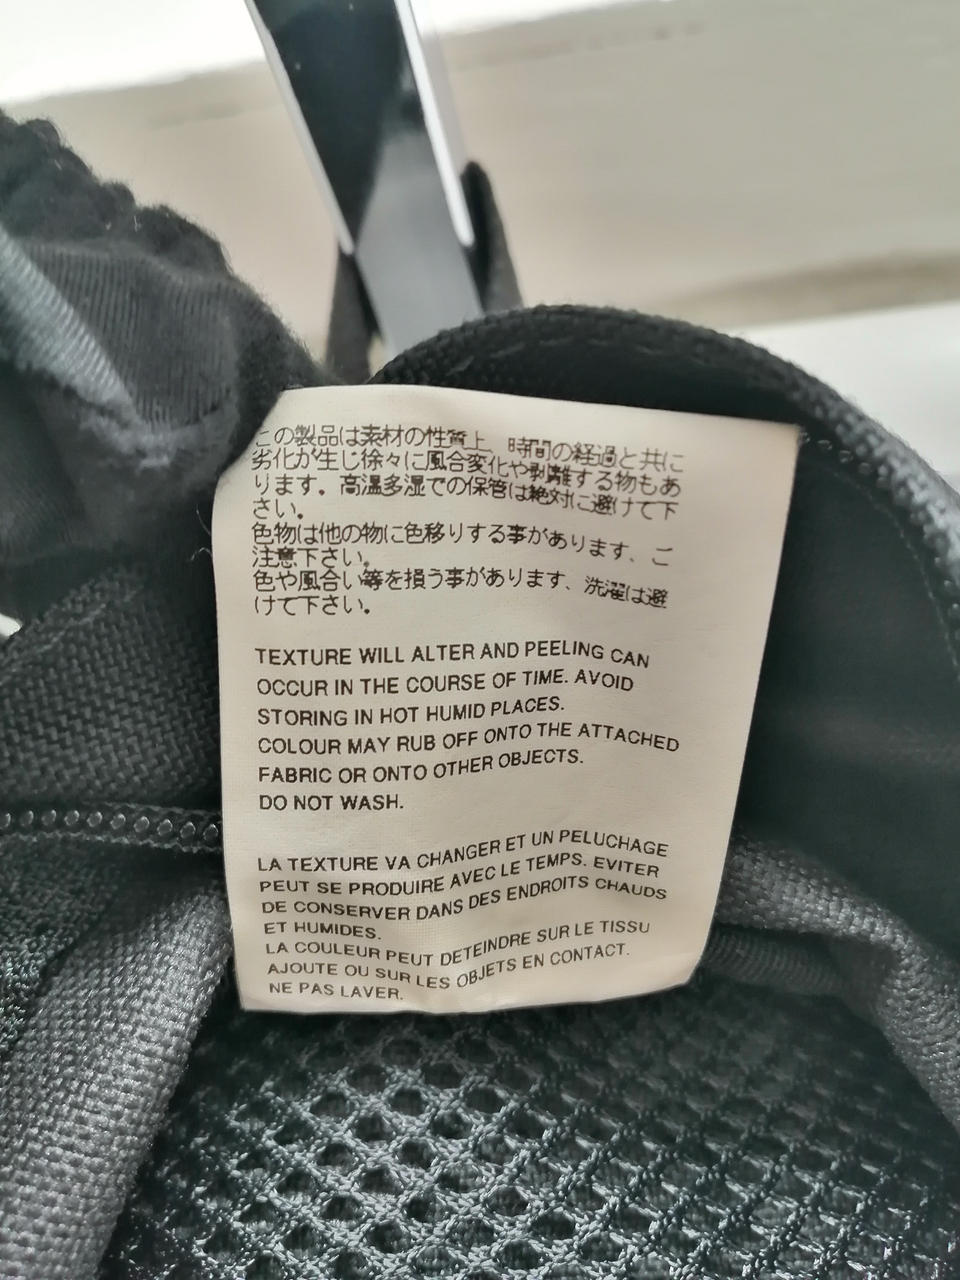 この製品は素材の性質上、時間の経過と共に
劣化が生じ徐々に風合変化や剥離する物もあ
ります。高温多湿での保管は絶対に避けて下
さい。
色物は他の物に色移りする事があります、ご
注意下さい。
色や風合い等を損う事があります、洗濯は避
けて下さい。
TEXTURE WILL ALTER AND PEELING CAN
OCCUR IN THE COURSE OF TIME. AVOID
STORING IN HOT HUMID PLACES.
COLOUR MAY RUB OFF ONTO THE ATTACHED
FABRIC OR ONTO OTHER OBJECTS.
DO NOT WASH.
LA TEXTURE VA CHANGER ET UN PELUCHAGE
PEUT SE PRODUIRE AVEC LE TEMPS. EVITER
DE CONSERVER DANS DES ENDROITS CHAUDS
ET HUMIDES.
LA COULEUR PEUT DETEINDRE SUR LE TISSU
AJOUTE OU SUR LES OBJETS EN CONTACT.
NE PAS LAVER.